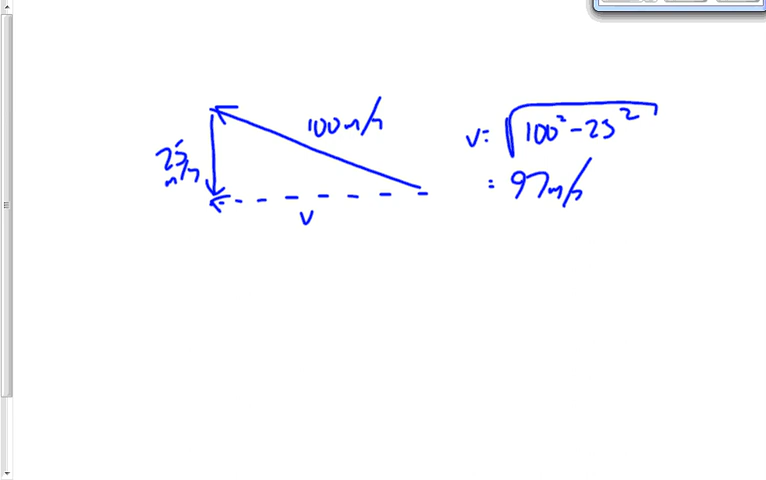 100m/h
25
m/h
v
v = √100² - 25²
= 97m/h